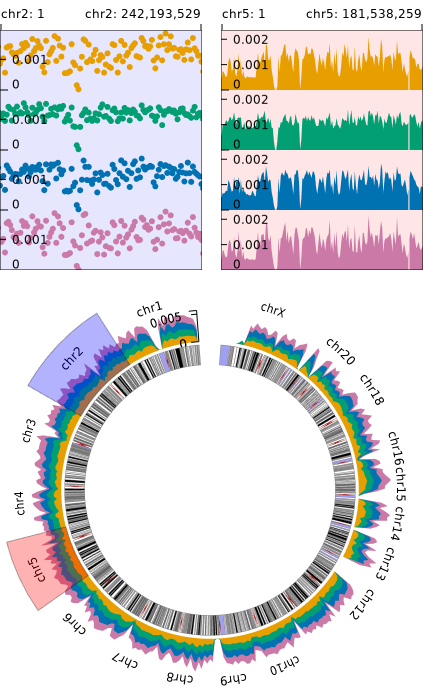 chr2: 1 chr2: 242,193,529 chr5: 1 chr5: 181,538,259
0.001
0
0.001
0
0.001
0
0.001
0
0.002
0.001
0
0.002
0.001
0
0.002
0.001
0
0.002
0.001
0
chr1
0.005
0
chrX
chr2
chr20
chr18
chr3
chr16
chr15
chr4
chr14
chr5
chr13
chr12
chr6
chr7
chr10
chr8
chr9